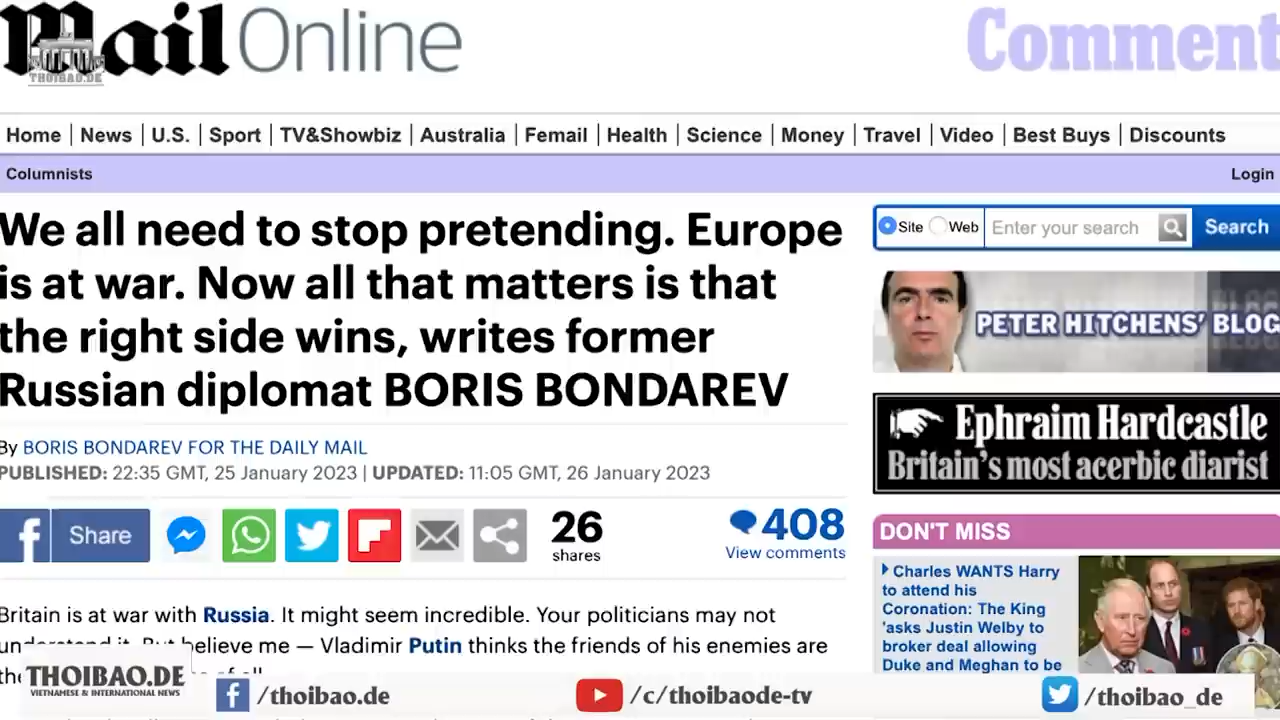 Mail Online
THOIBAO.DE
Comment
Home News U.S. Sport TV&Showbiz Australia Femail Health Science Money Travel Video Best Buys Discounts
Columnists
Login
We all need to stop pretending. Europe
is at war. Now all that matters is that
the right side wins, writes former
Russian diplomat BORIS BONDAREV
By BORIS BONDAREV FOR THE DAILY MAIL
PUBLISHED: 22:35 GMT, 25 January 2023 | UPDATED: 11:05 GMT, 26 January 2023
Share
26
shares
408
View comments
Britain is at war with Russia. It might seem incredible. Your politicians may not
understand it. But believe me — Vladimir Putin thinks the friends of his enemies are
of all
Site Web Enter your search Search
PETER HITCHENS' BLOG
Ephraim Hardcastle
Britain's most acerbic diarist
DON'T MISS
Charles WANTS Harry
to attend his
Coronation: The King
'asks Justin Welby to
broker deal allowing
Duke and Meghan to be
THOIBAO.DE
VIETNAMESE & INTERNATIONAL NEWS
/thoibao.de
/c/thoibaode-tv
/thoibao_de